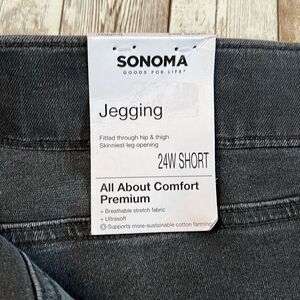 SONOMA
GOODS FOR LIFE
Jegging
Fitted through hip & thigh
Skinniest leg opening
24W SHORT
All About Comfort
Premium
+ Breathable stretch fabric
+ Ultrasoft
Supports more-sustainable cotton farming